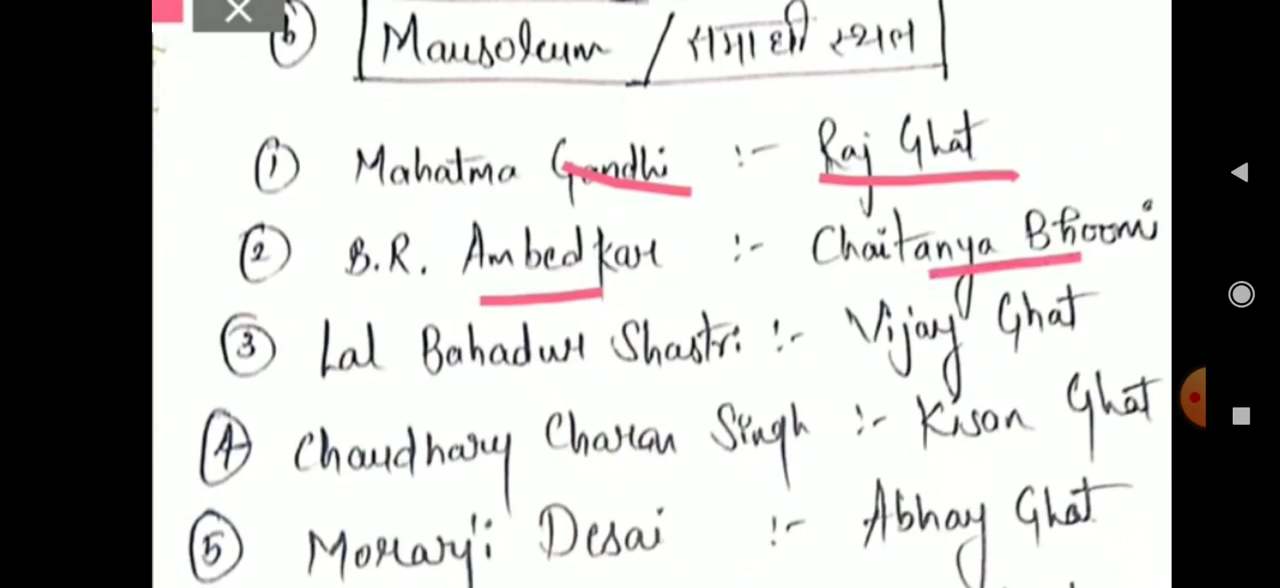 6 Mausoleum / समाधी स्थल
1 Mahatma Gandhi :- Raj Ghat
2 B.R. Ambedkar :- Chaitanya Bhoomi
3 Lal Bahadur Shastri :- Vijay Ghat
4 Chaudhary Charan Singh :- Kisan Ghat
5 Morarji Desai :- Abhay Ghat